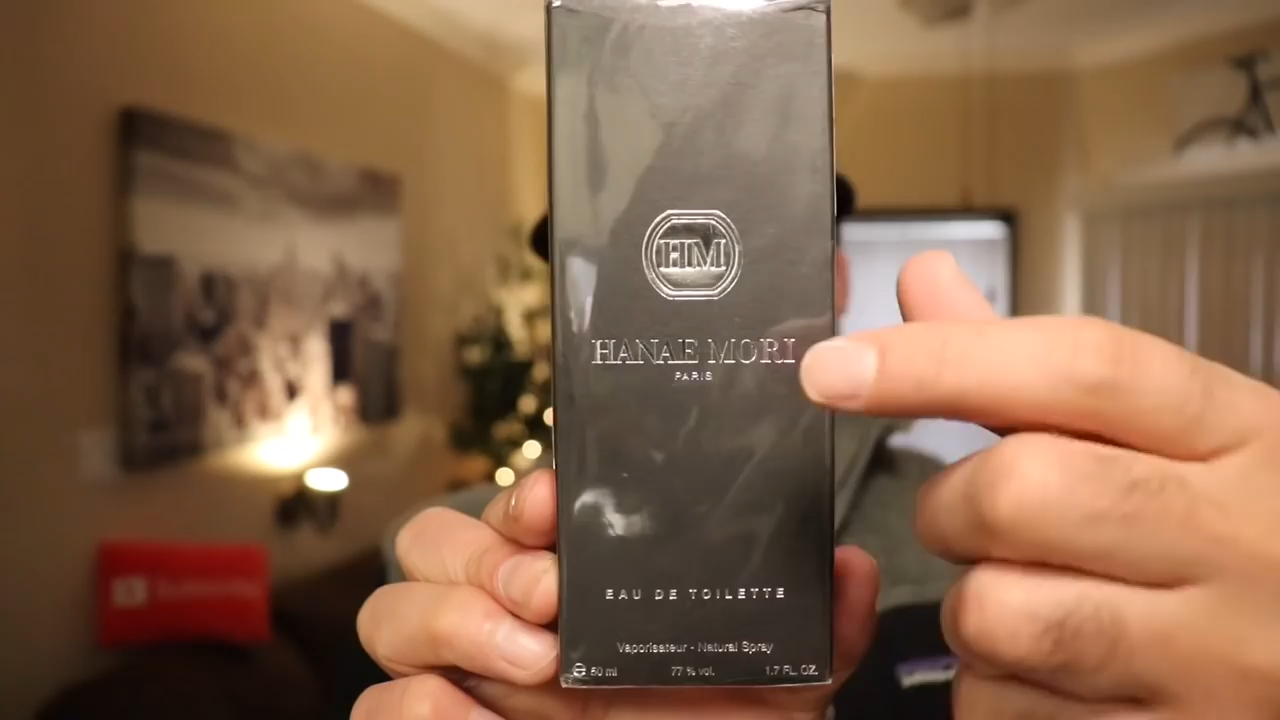 HM
HANAE MORI
PARIS
EAU DE TOILETTE
Vaporisateur - Natural Spray
℮ 50 ml 77 % vol. 1.7 FL. OZ.